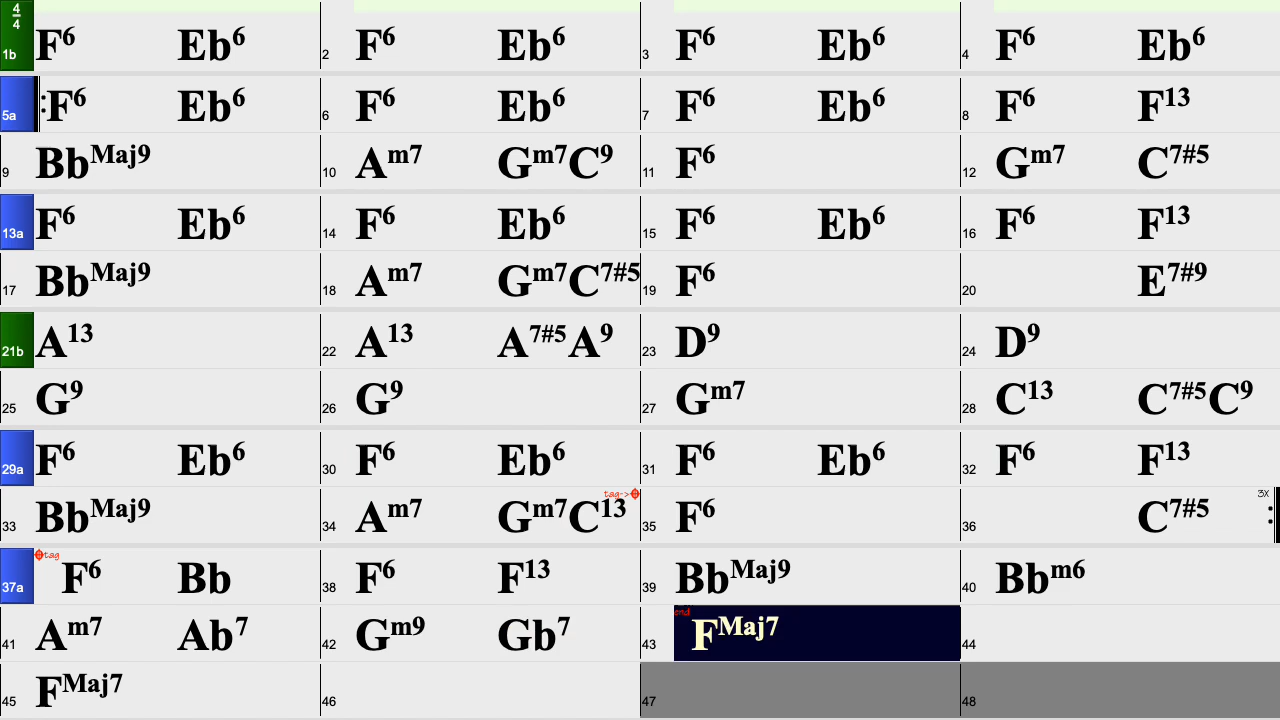 4
4
1b F6 Eb6 2 F6 Eb6 3 F6 Eb6 4 F6 Eb6
5a :F6 Eb6 6 F6 Eb6 7 F6 Eb6 8 F6 F13
9 BbMaj9 10 Am7 Gm7C9 11 F6 12 Gm7 C7#5
13a F6 Eb6 14 F6 Eb6 15 F6 Eb6 16 F6 F13
17 BbMaj9 18 Am7 Gm7C7#5 19 F6 20 E7#9
21b A13 22 A13 A7#5A9 23 D9 24 D9
25 G9 26 G9 27 Gm7 28 C13 C7#5C9
29a F6 Eb6 30 F6 Eb6 31 F6 Eb6 32 F6 F13
tag-> 3X
33 BbMaj9 34 Am7 Gm7C13 35 F6 36 C7#5 :
tag
37a F6 Bb 38 F6 F13 39 BbMaj9 40 Bbm6
end
41 Am7 Ab7 42 Gm9 Gb7 43 FMaj7 44
45 FMaj7 46 47 48